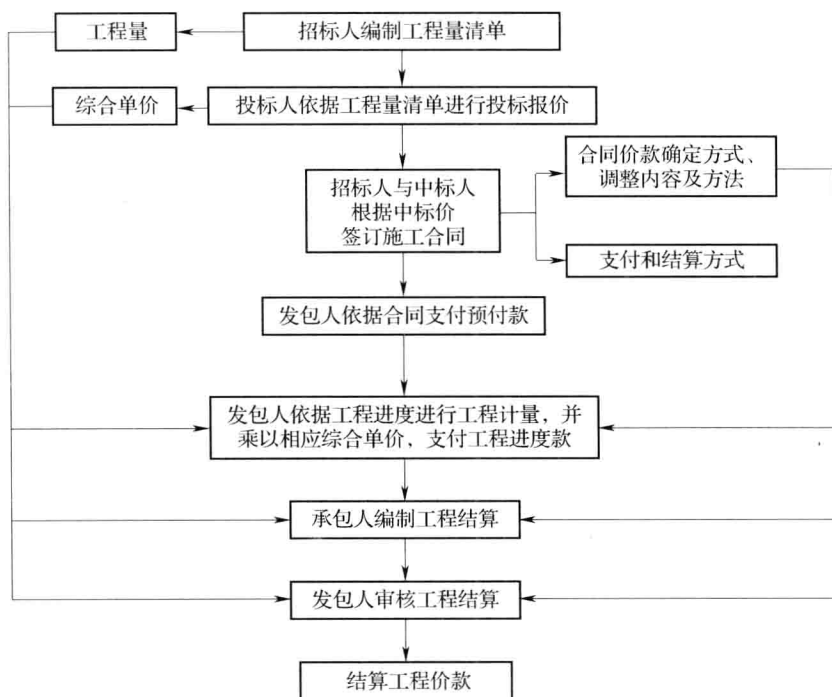 工程量
招标人编制工程量清单
综合单价
投标人依据工程量清单进行投标报价
合同价款确定方式、
调整内容及方法
招标人与中标人
根据中标价
签订施工合同
支付和结算方式
发包人依据合同支付预付款
发包人依据工程进度进行工程计量，并
乘以相应综合单价、支付工程进度款
承包人编制工程结算
发包人审核工程结算
结算工程价款